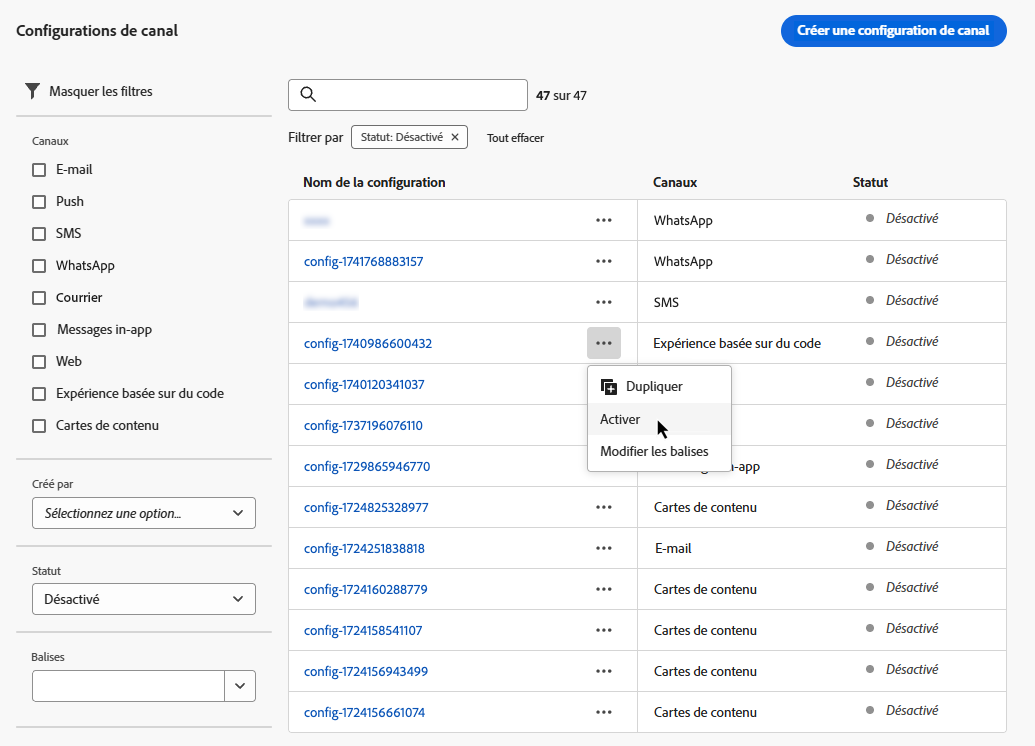 Configurations de canal
Créer une configuration de canal
Masquer les filtres
47 sur 47
Filtrer par
Statut: Désactivé
Tout effacer
Canaux
E-mail
Push
SMS
WhatsApp
Courrier
Messages in-app
Web
Expérience basée sur du code
Cartes de contenu
Créé par
Sélectionnez une option...
Statut
Désactivé
Balises
Nom de la configuration Canaux Statut
WhatsApp Désactivé
config-1741768883157 WhatsApp Désactivé
SMS Désactivé
config-1740986600432 Expérience basée sur du code Désactivé
config-1740120341037 Désactivé
config-1737196076110 Désactivé
config-1729865946770 -app Désactivé
Dupliquer
Activer
Modifier les balises
config-1724825328977 Cartes de contenu Désactivé
config-1724251838818 E-mail Désactivé
config-1724160288779 Cartes de contenu Désactivé
config-1724158541107 Cartes de contenu Désactivé
config-1724156943499 Cartes de contenu Désactivé
config-1724156661074 Cartes de contenu Désactivé